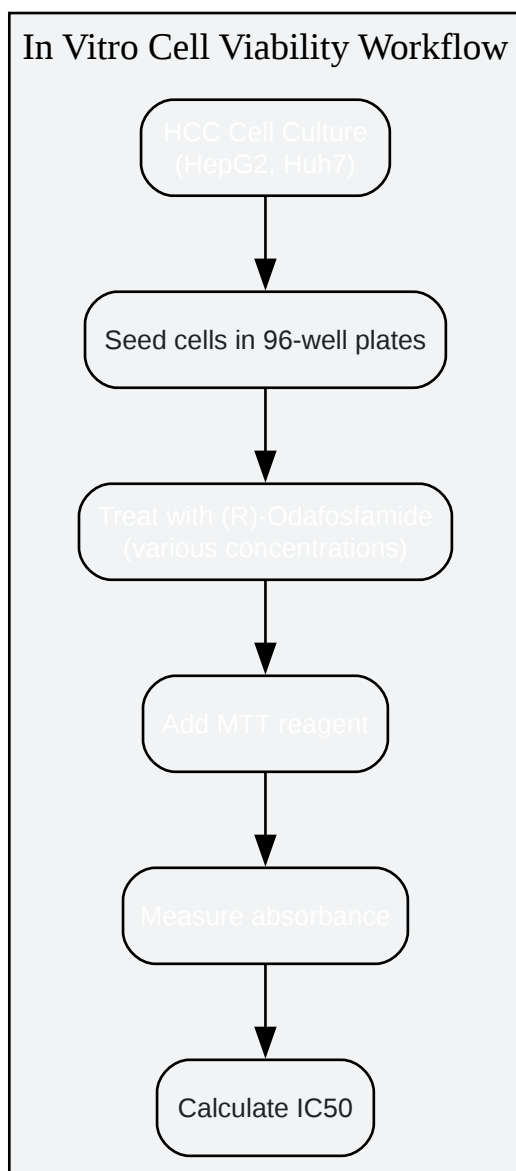 In Vitro Cell Viability Workflow
HCC Cell Culture
(HepG2, Huh7)
Seed cells in 96-well plates
Treat with (R)-Odafosfamide
(various concentrations)
Add MTT reagent
Measure absorbance
Calculate IC50